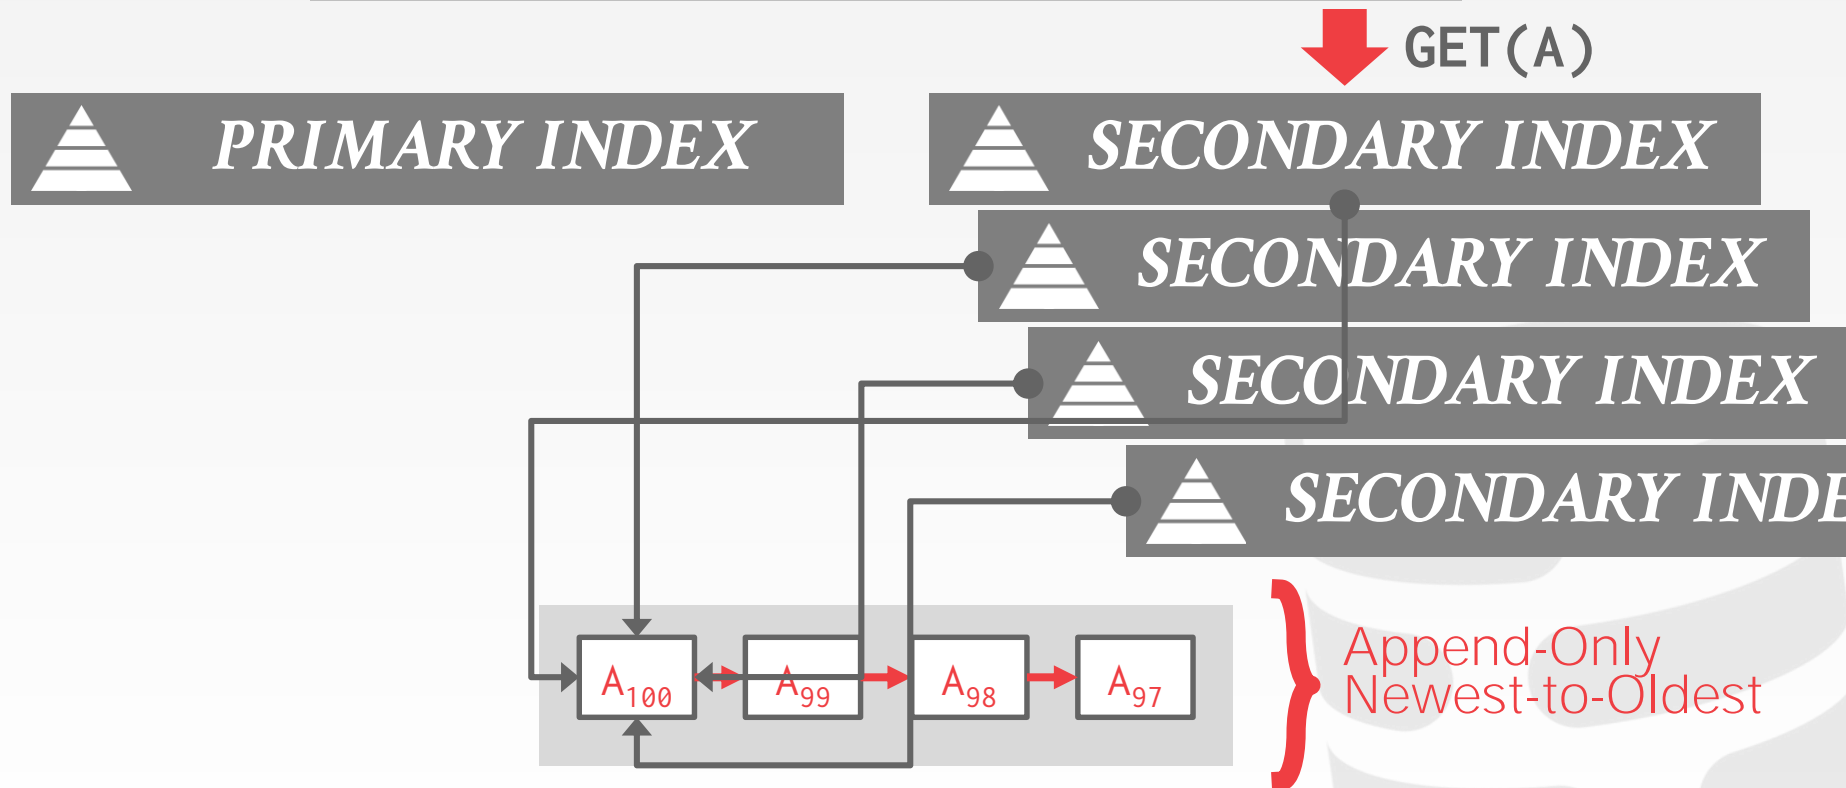 GET(A)
PRIMARY INDEX
SECONDARY INDEX
SECONDARY INDEX
SECONDARY INDEX
SECONDARY INDE
A100
A99
A98
A97
Append-Only
Newest-to-Oldest